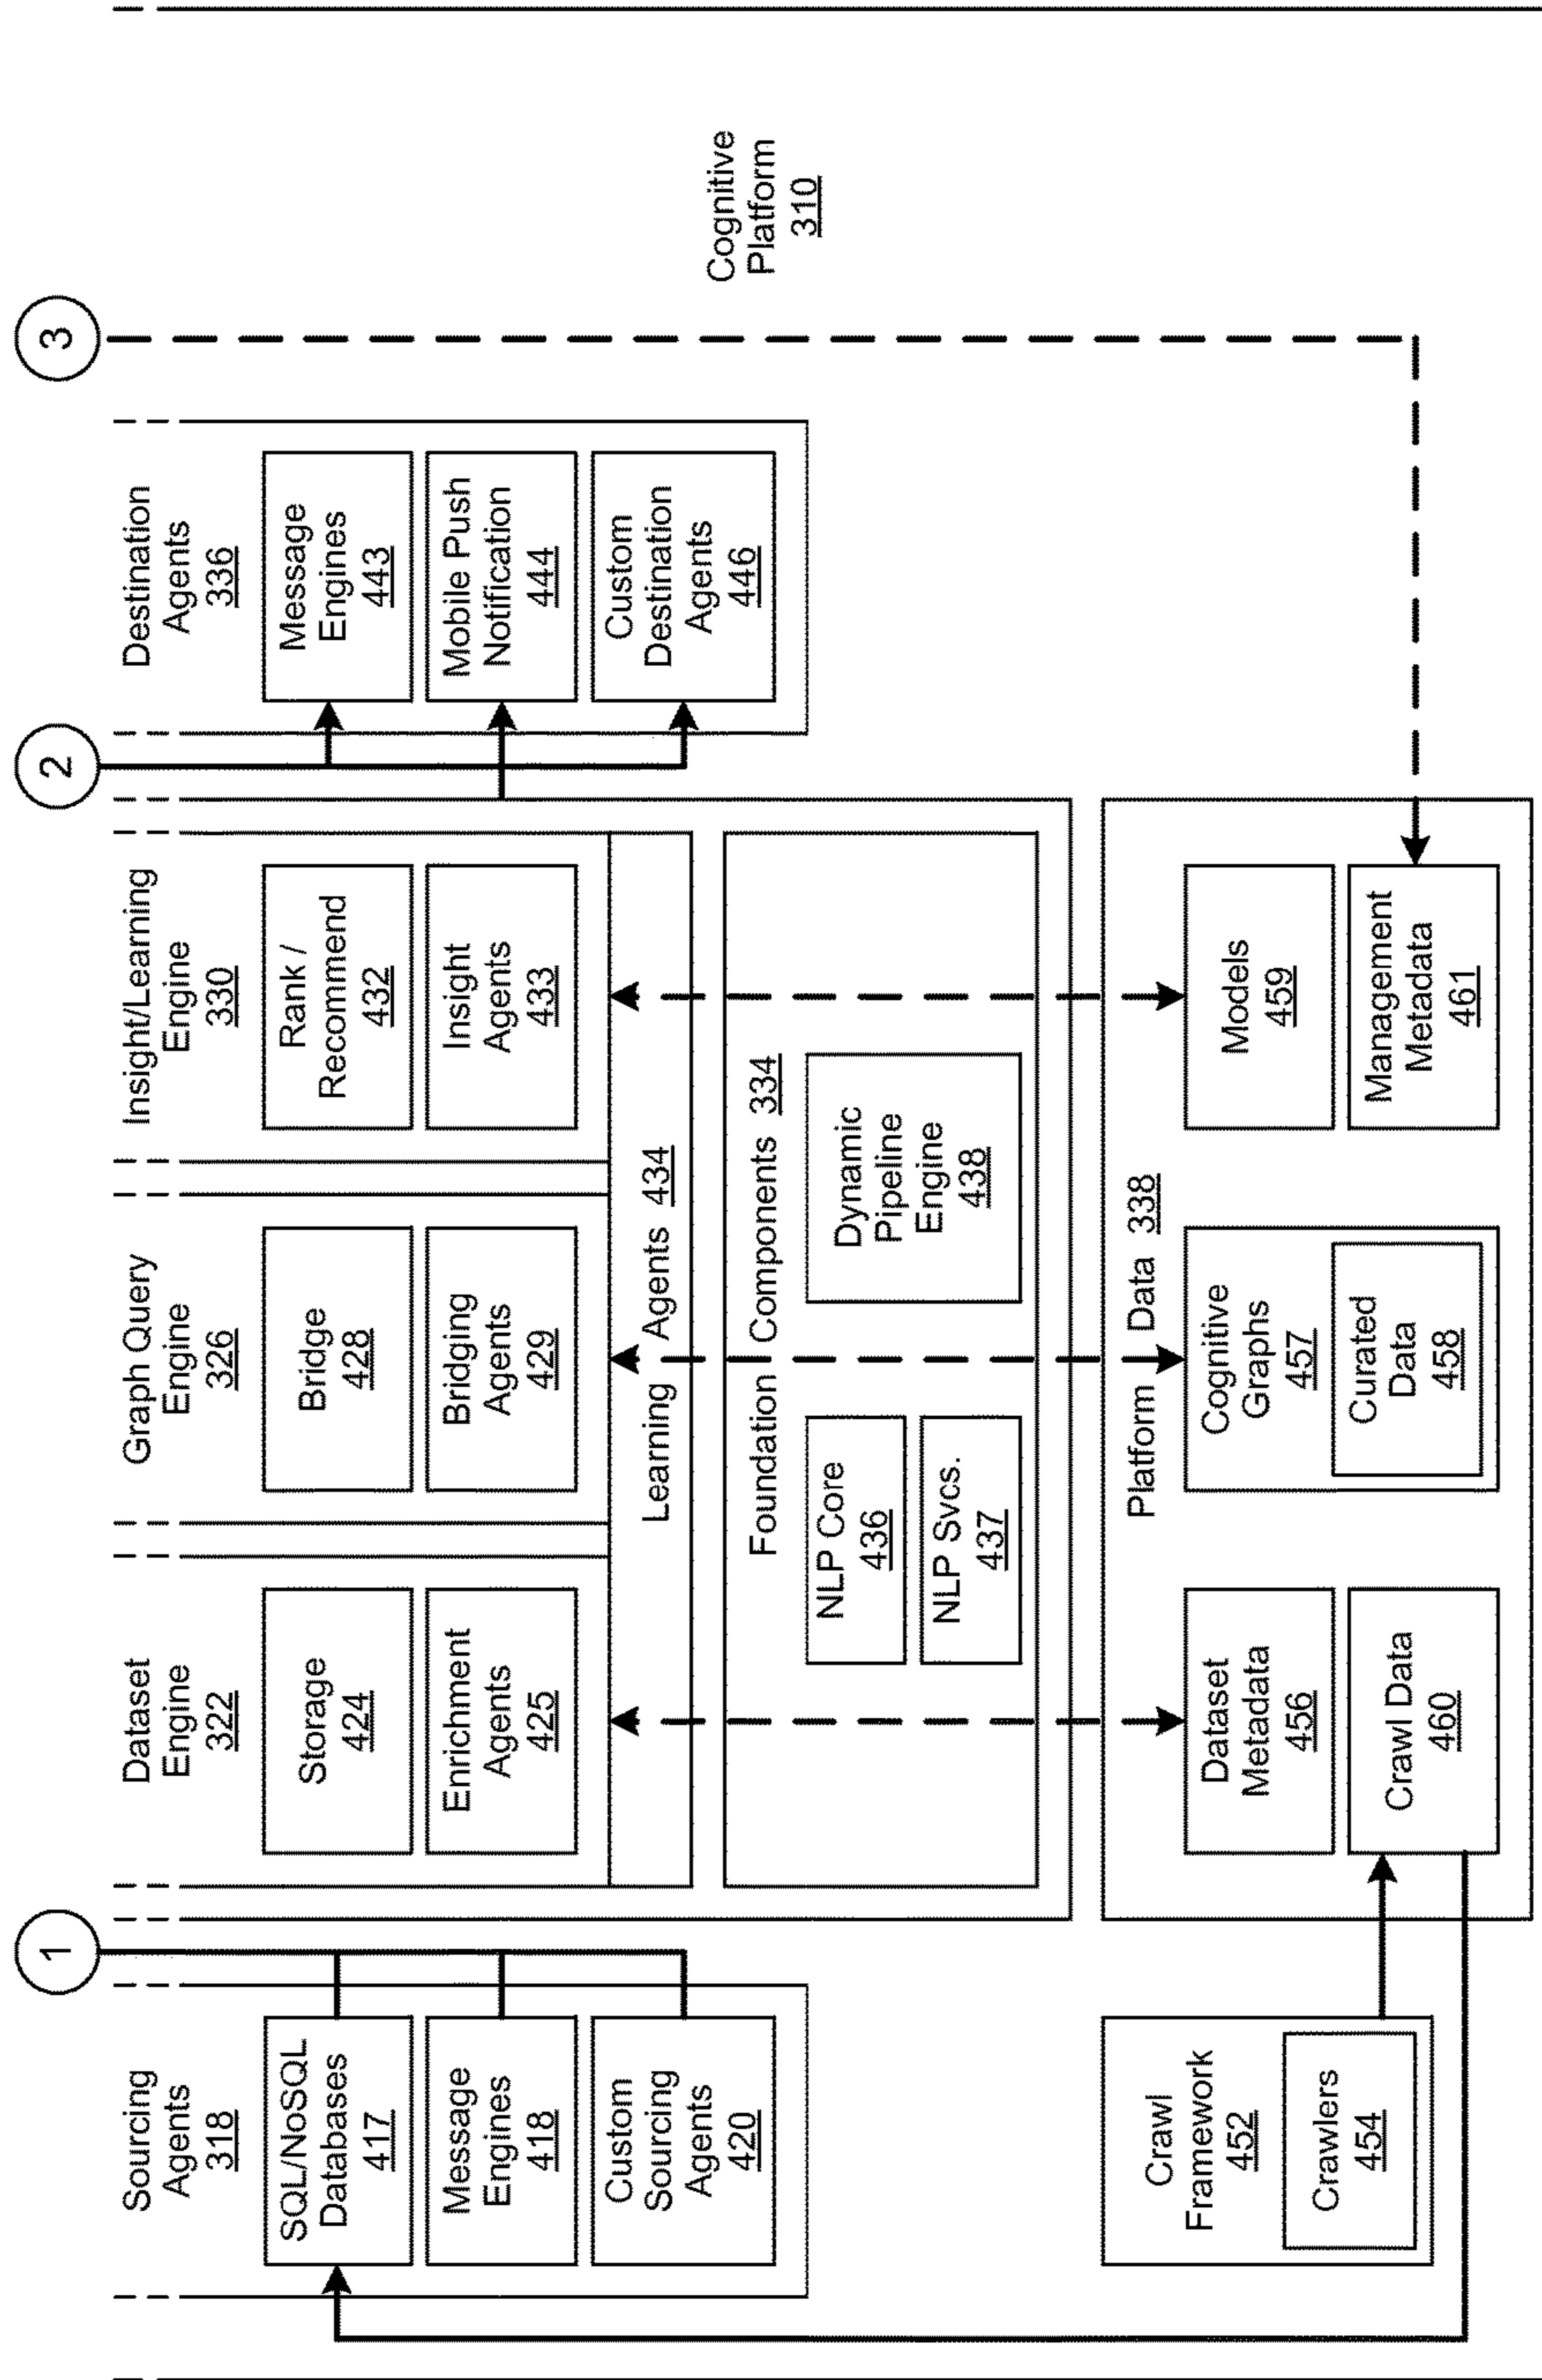 1
2
3
Sourcing
Agents
318
SQL/NoSQL
Databases
417
Message
Engines
418
Custom
Sourcing
Agents
420
Dataset
Engine
322
Storage
424
Enrichment
Agents
425
Graph Query
Engine
326
Bridge
428
Bridging
Agents
429
Insight/Learning
Engine
330
Rank /
Recommend
432
Insight
Agents
433
Learning Agents 434
Foundation Components 334
NLP Core
436
NLP Svcs.
437
Dynamic
Pipeline
Engine
438
Destination
Agents
336
Message
Engines
443
Mobile Push
Notification
444
Custom
Destination
Agents
446
Cognitive
Platform
310
Crawl
Framework
452
Crawlers
454
Platform Data 338
Dataset
Metadata
456
Crawl Data
460
Cognitive
Graphs
457
Curated
Data
458
Models
459
Management
Metadata
461